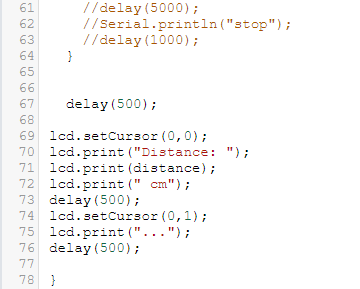 61 //delay(5000);
62 //Serial.println("stop");
63 //delay(1000);
64 }
65
66
67 delay(500);
68
69 lcd.setCursor(0,0);
70 lcd.print("Distance: ");
71 lcd.print(distance);
72 lcd.print(" cm");
73 delay(500);
74 lcd.setCursor(0,1);
75 lcd.print("...");
76 delay(500);
77
78 }